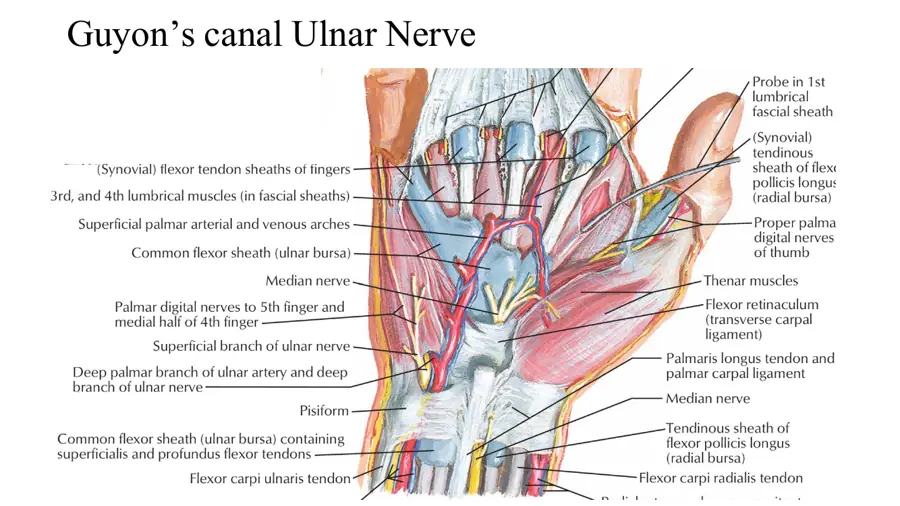 Guyon’s canal Ulnar Nerve
Probe in 1st
lumbrical
fascial sheath
(Synovial)
tendinous
sheath of
pollicis longus
(radial bursa)
Proper
digital nerves
of thumb
Thenar muscles
Flexor retinaculum
(transverse carpal
ligament)
Palmaris longus tendon and
palmar carpal ligament
Median nerve
Tendinous sheath of
flexor pollicis longus
(radial bursa)
Flexor carpi radialis tendon
(Synovial) flexor tendon sheaths of fingers
3rd, and 4th lumbrical muscles (in fascial sheaths)
Superficial palmar arterial and venous arches
Common flexor sheath (ulnar bursa)
Median nerve
Palmar digital nerves to 5th finger and
medial half of 4th finger
Superficial branch of ulnar nerve
Deep palmar branch of ulnar artery and deep
branch of ulnar nerve
Pisiform
Common flexor sheath (ulnar bursa) containing
superficialis and profundus flexor tendons
Flexor carpi ulnaris tendon